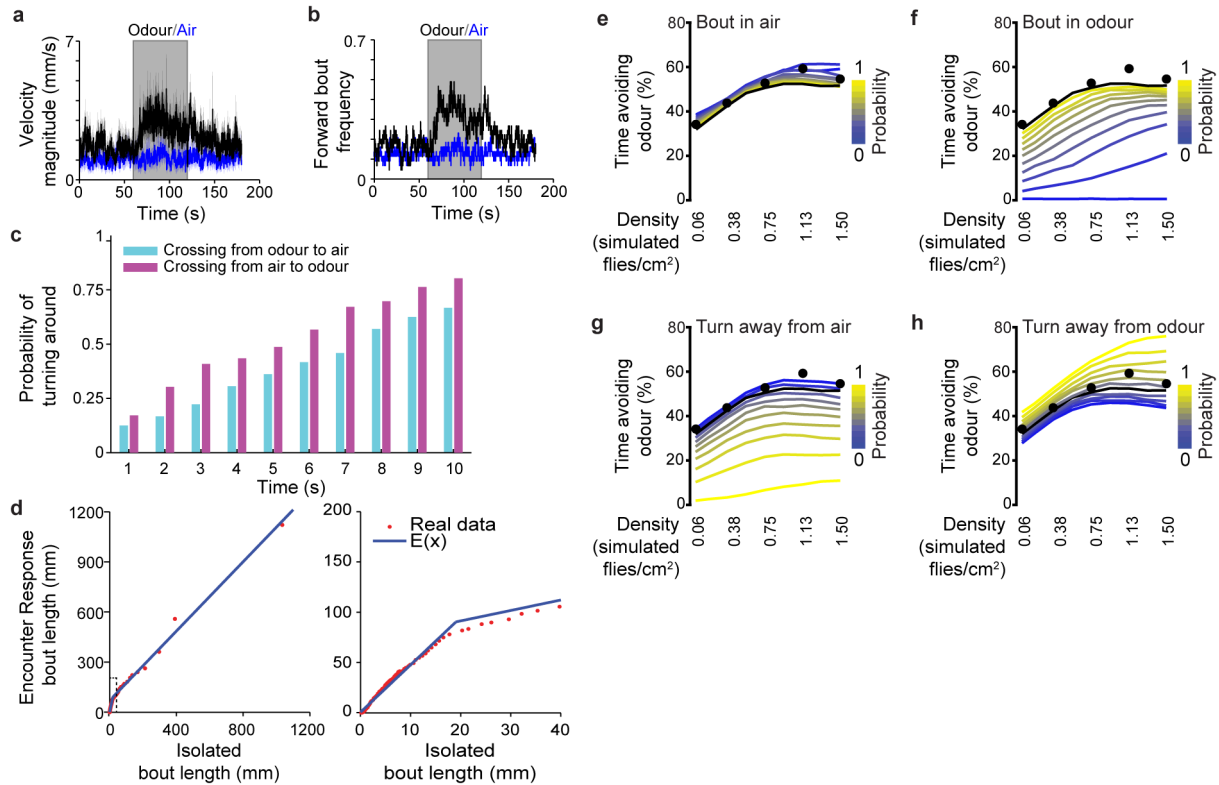 a
Odour/Air
Velocity
magnitude (mm/s)
7
0
0
50
100
150
200
Time (s)
b
Odour/Air
Forward bout
frequency
0.7
0
0
50
100
150
200
Time (s)
c
Crossing from odour to air
Crossing from air to odour
Probability of
turning around
1
0.75
0.5
0.25
0
1 2 3 4 5 6 7 8 9 10
Time (s)
d
Encounter Response
bout length (mm)
1200
900
600
300
0
0 400 800 1200
Isolated
bout length (mm)
Real data
E(x)
200
150
100
50
0
0 10 20 30 40
Isolated
bout length (mm)
e
Bout in air
Time avoiding
odour (%)
80
60
40
20
0
1
0
Probability
Density
(simulated
flies/cm²)
0.06
0.38
0.75
1.13
1.50
f
Bout in odour
Time avoiding
odour (%)
80
60
40
20
0
1
0
Probability
Density
(simulated
flies/cm²)
0.06
0.38
0.75
1.13
1.50
g
Turn away from air
Time avoiding
odour (%)
80
60
40
20
0
1
0
Probability
Density
(simulated
flies/cm²)
0.06
0.38
0.75
1.13
1.50
h
Turn away from odour
Time avoiding
odour (%)
80
60
40
20
0
1
0
Probability
Density
(simulated
flies/cm²)
0.06
0.38
0.75
1.13
1.50